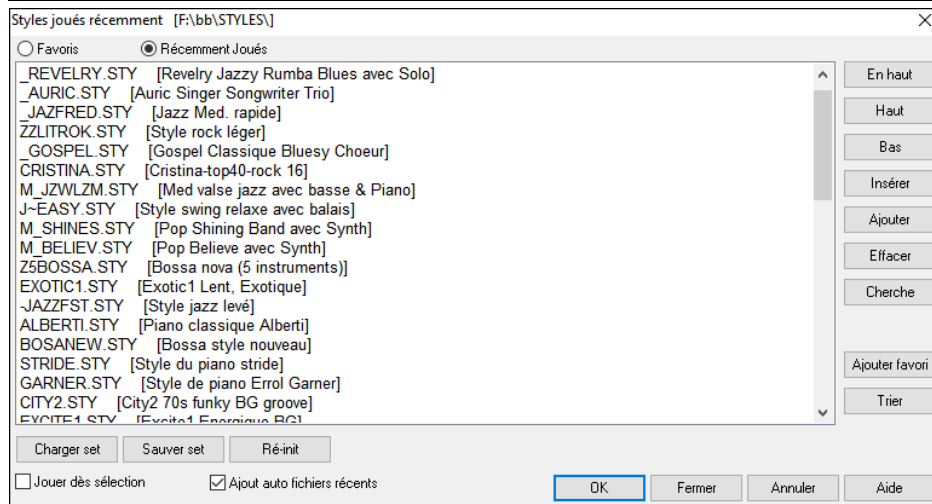 Styles joués récemment [F:\bb\STYLES\]
Favoris Récemment Joués
_REVELRY.STY [Revelry Jazzy Rumba Blues avec Solo]
_AURIC.STY [Auric Singer Songwriter Trio]
_JAZFRED.STY [Jazz Med. rapide]
ZZLITROK.STY [Style rock léger]
_GOSPEL.STY [Gospel Classique Bluesy Choeur]
CRISTINA.STY [Cristina-top40-rock 16]
M_JZWLZM.STY [Med valse jazz avec basse & Piano]
J~EASY.STY [Style swing relaxe avec balais]
M_SHINES.STY [Pop Shining Band avec Synth]
M_BELIEV.STY [Pop Believe avec Synth]
Z5BOSSA.STY [Bossa nova (5 instruments)]
EXOTIC1.STY [Exotic1 Lent, Exotique]
-JAZZFST.STY [Style jazz levé]
ALBERTI.STY [Piano classique Alberti]
BOSANEW.STY [Bossa style nouveau]
STRIDE.STY [Style du piano stride]
GARNER.STY [Style de piano Errol Garner]
CITY2.STY [City2 70s funky BG groove]
EXCITE1.STY [Excite1 Energique BG]
En haut
Haut
Bas
Insérer
Ajouter
Effacer
Cherche
Ajouter favori
Trier
Charger set Sauver set Ré-init
Jouer dès sélection Ajout auto fichiers récents
OK Fermer Annuler Aide